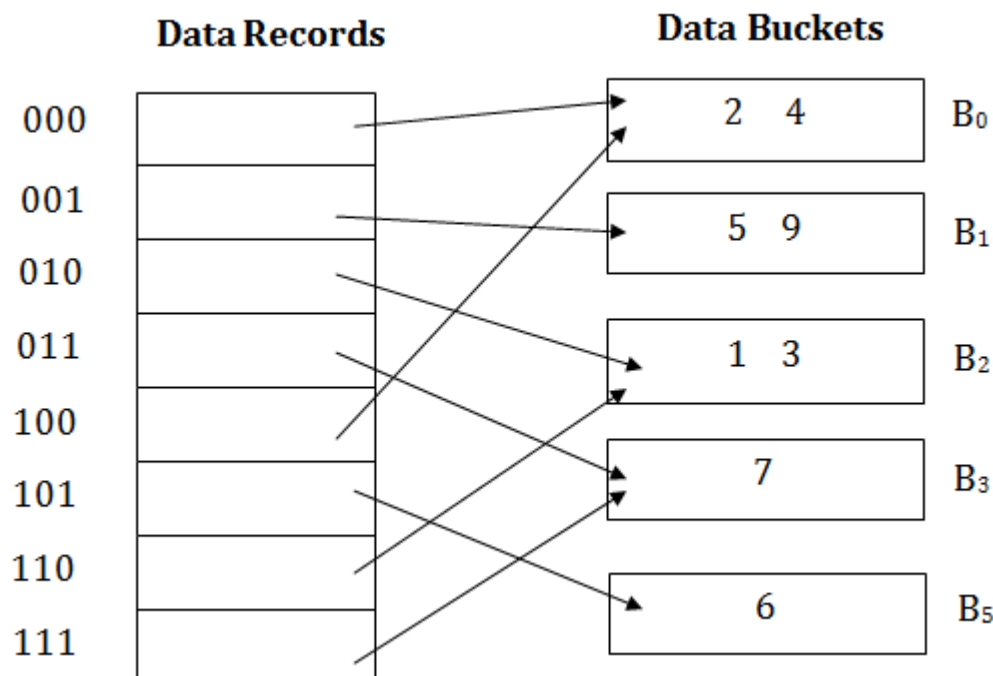 Data Records
Data Buckets
000
2 4
B₀
001
5 9
B₁
010
011
1 3
B₂
100
101
7
B₃
110
6
B₅
111